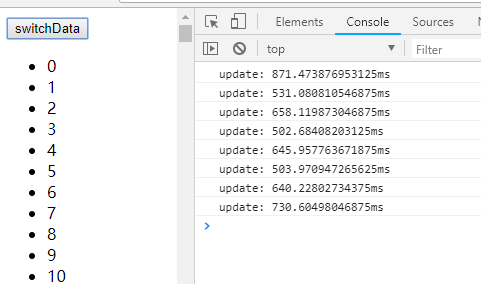 switchData
0
1
2
3
4
5
6
7
8
9
10
Elements Console Sources
top Filter
update: 871.473876953125ms
update: 531.080810546875ms
update: 658.119873046875ms
update: 502.68408203125ms
update: 645.957763671875ms
update: 503.970947265625ms
update: 640.22802734375ms
update: 730.60498046875ms